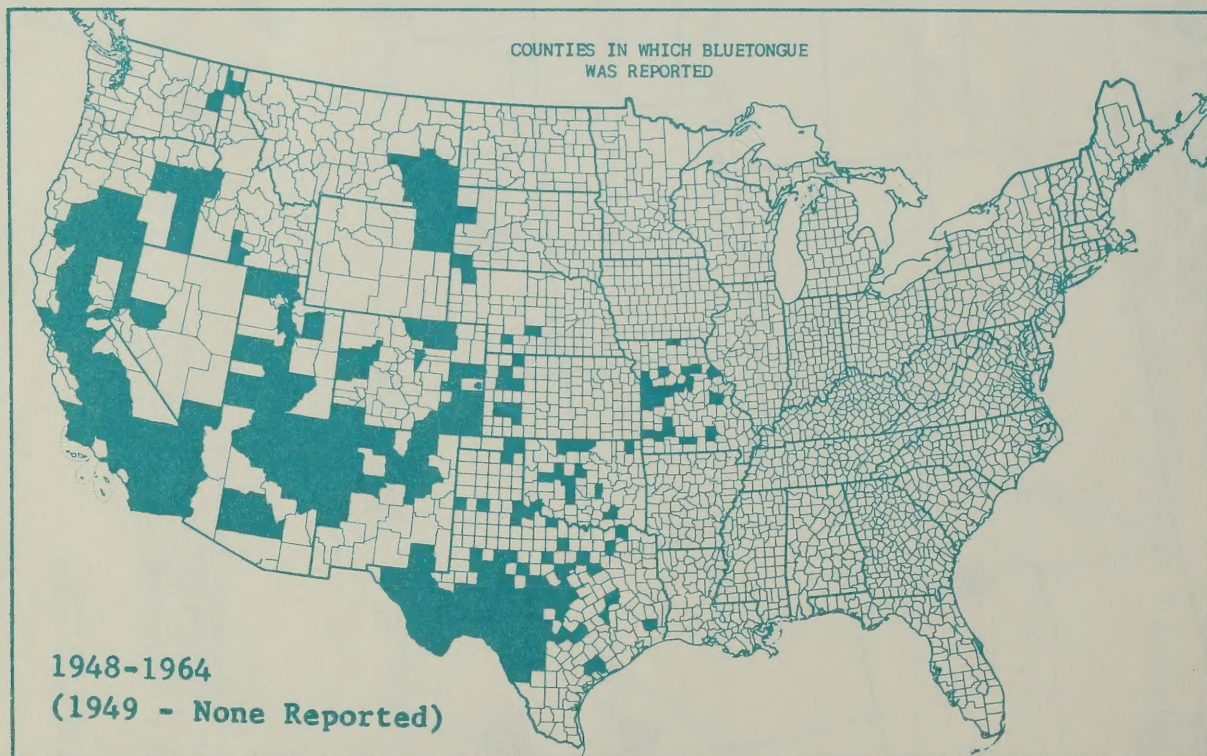 COUNTIES IN WHICH BLUETONGUE
WAS REPORTED
1948-1964
(1949 - None Reported)